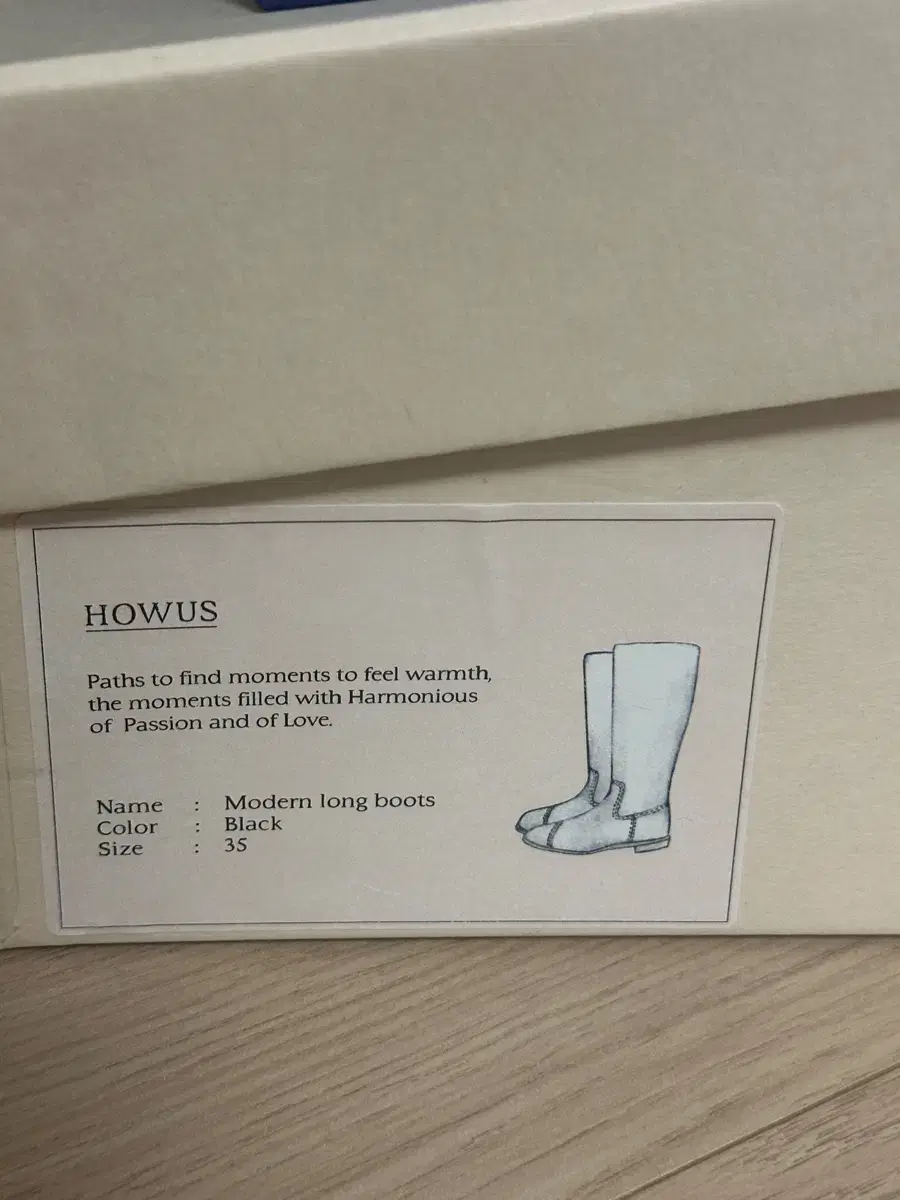 HOWUS
Paths to find moments to feel warmth,
the moments filled with Harmonious
of Passion and of Love.
Name : Modern long boots
Color : Black
Size : 35